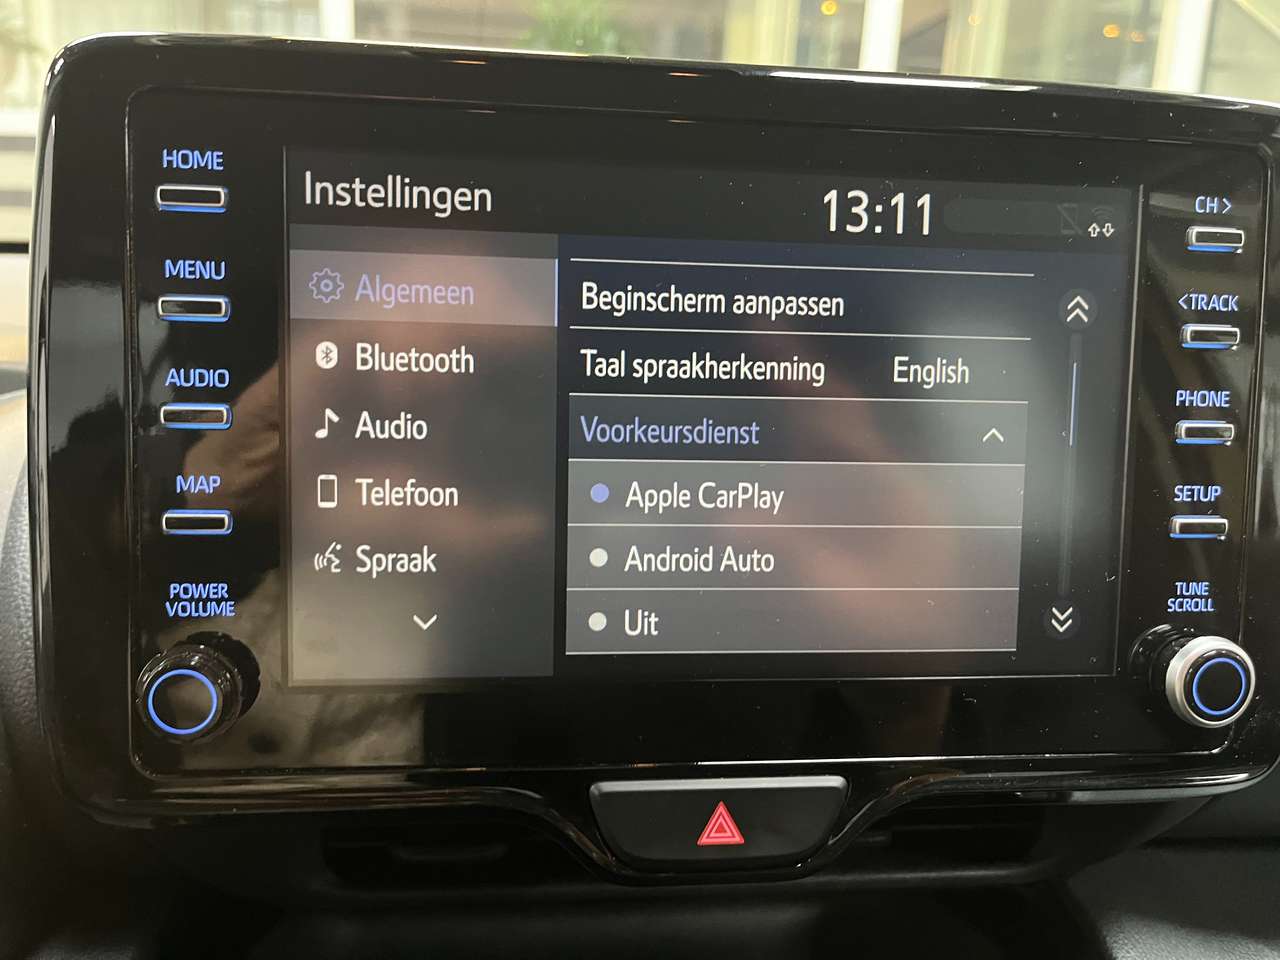 HOME
MENU
AUDIO
MAP
POWER
VOLUME
Instellingen
13:11
Algemeen
Bluetooth
Audio
Telefoon
Spraak
Beginscherm aanpassen
Taal spraakherkenning English
Voorkeursdienst
Apple CarPlay
Android Auto
Uit
CH>
<TRACK
PHONE
SETUP
TUNE
SCROLL